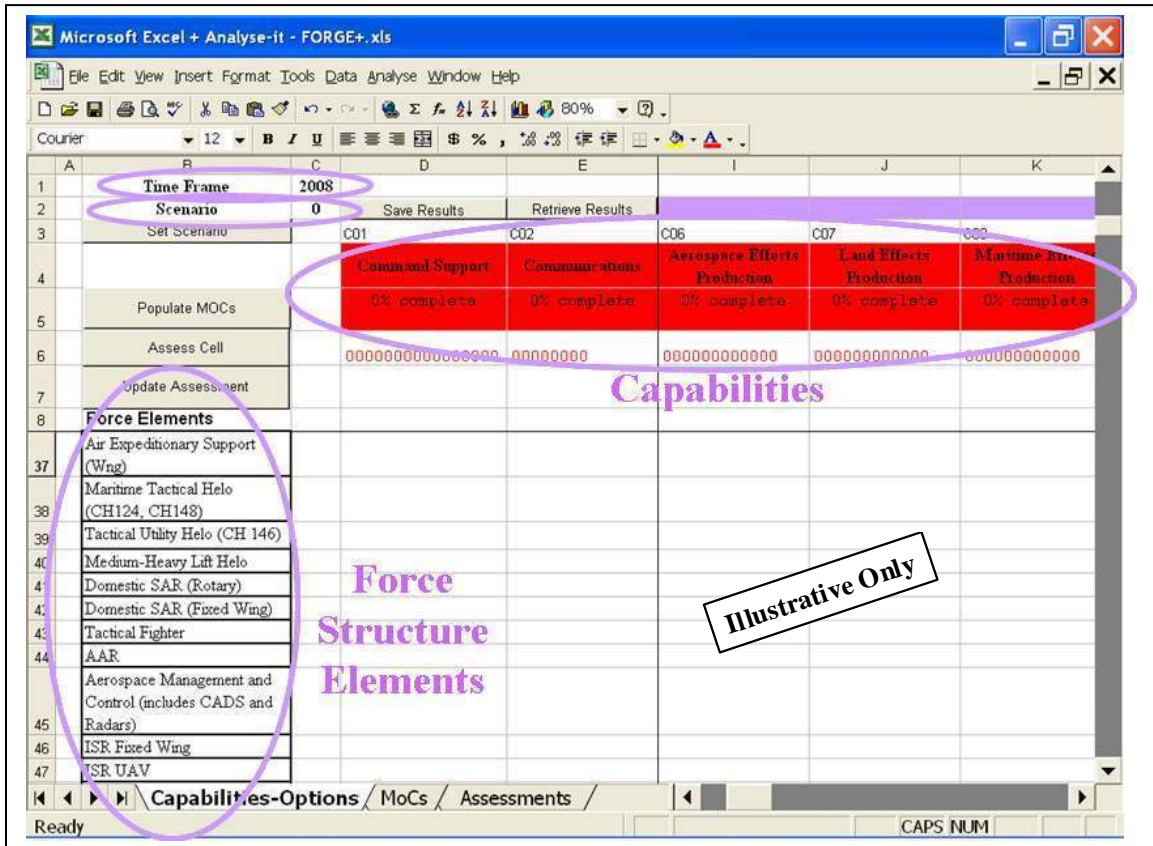 Microsoft Excel + Analyse-it - FORGE+.xls
File Edit View Insert Format Tools Data Analyse Window Help
80%
Courier 12 B I U $ % ,
A B C D E I J K
1 Time Frame 2008
2 Scenario 0 Save Results Retrieve Results
3 Set Scenario C01 C02 C06 C07
4 Command Support Communications Aerospace Effects Production Land Effects Production Maritime Effects Production
5 Populate MOCs 0% complete 0% complete 0% complete 0% complete 0% complete
6 Assess Cell 0000000000000000 00000000 000000000000 000000000000 000000000000
7 Update Assessment
Capabilities
8 Force Elements
37 Air Expeditionary Support
(Wng)
38 Maritime Tactical Helo
(CH124, CH148)
39 Tactical Utility Helo (CH 146)
40 Medium-Heavy Lift Helo
41 Domestic SAR (Rotary)
42 Domestic SAR (Fixed Wing)
43 Tactical Fighter
44 AAR
45 Aerospace Management and
Control (includes CADS and
Radars)
46 ISR Fixed Wing
47 ISR UAV
Force
Structure
Elements
Illustrative Only
Capabilities-Options MoCs Assessments
Ready CAPS NUM